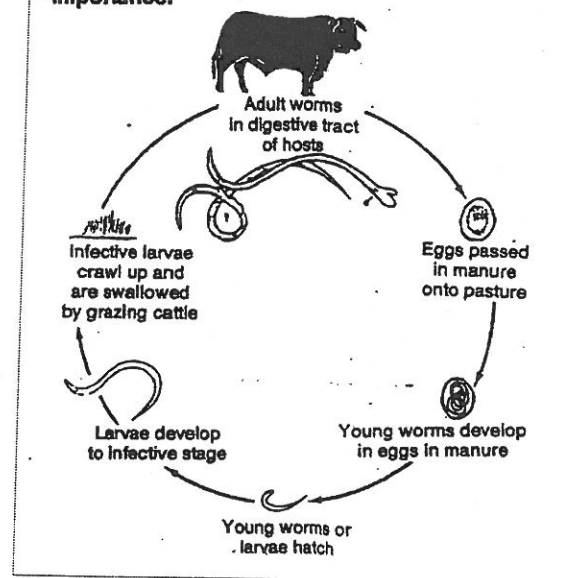 importance.
Adult worms
in digestive tract
of hosts
Eggs passed
in manure
onto pasture
Young worms develop
in eggs in manure
Young worms or
larvae hatch
Larvae develop
to infective stage
Infective larvae
crawl up and
are swallowed
by grazing cattle